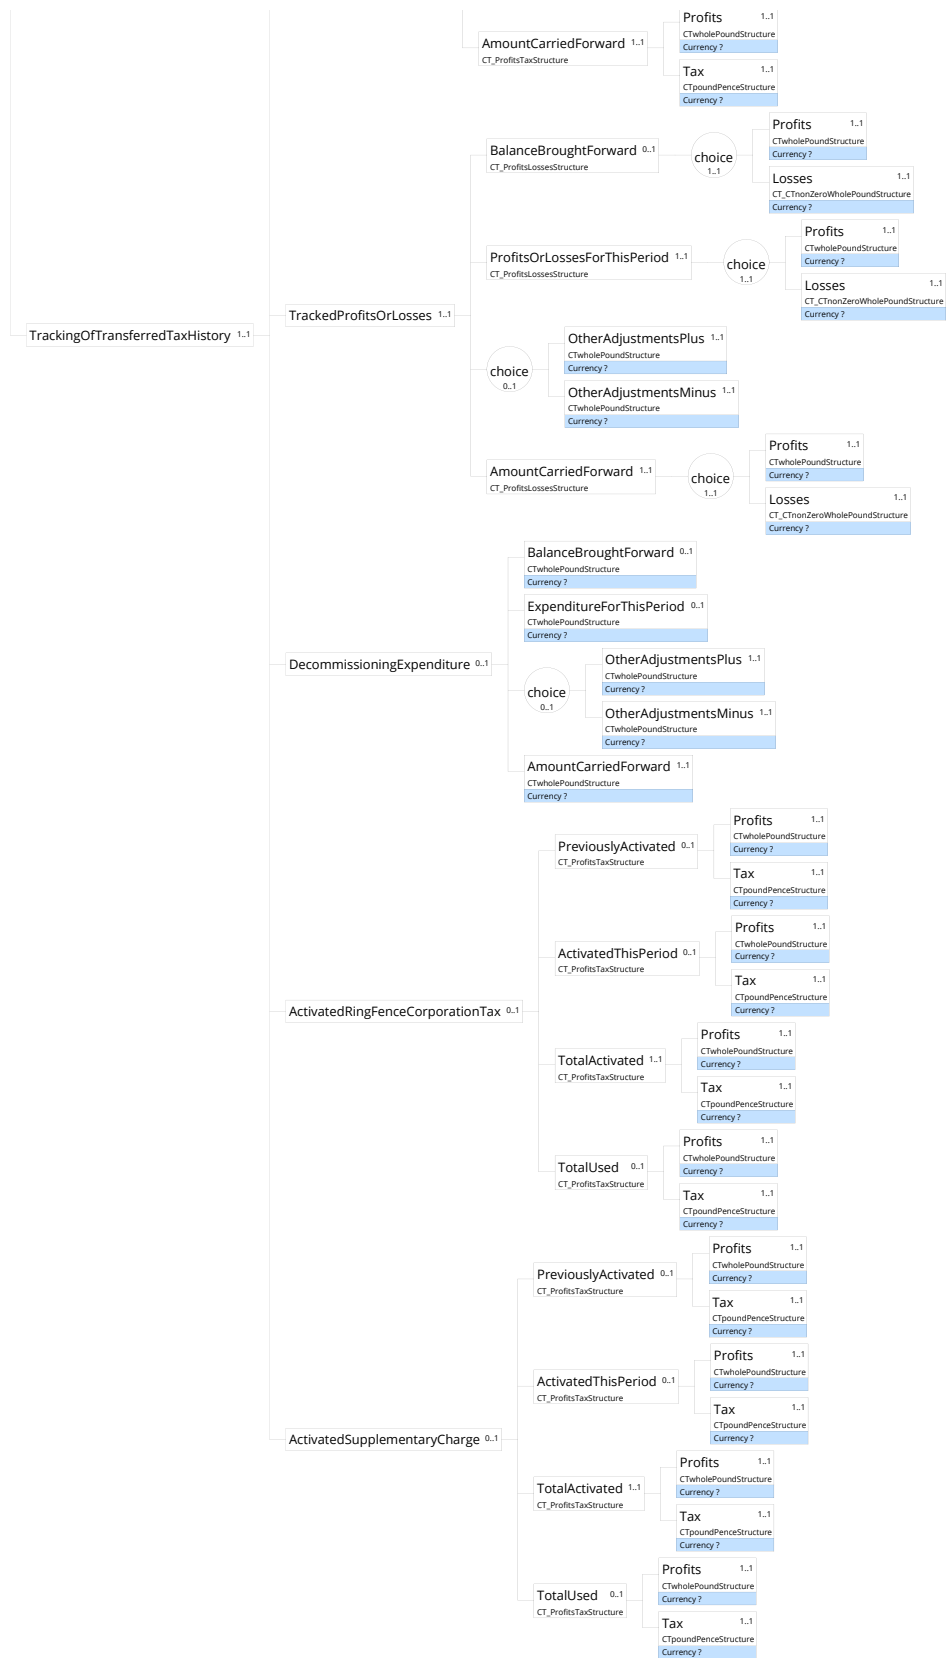 Profits 1..1
CTwholePoundStructure
Currency ?
AmountCarriedForward 1..1
CT_ProfitsTaxStructure
Tax 1..1
CTpoundPenceStructure
Currency ?
BalanceBroughtForward 0..1
CT_ProfitsLossesStructure
choice
1..1
Profits 1..1
CTwholePoundStructure
Currency ?
Losses 1..1
CT_CTnonZeroWholePoundStructure
Currency ?
ProfitsOrLossesForThisPeriod 1..1
CT_ProfitsLossesStructure
choice
1..1
Profits 1..1
CTwholePoundStructure
Currency ?
Losses 1..1
CT_CTnonZeroWholePoundStructure
Currency ?
TrackedProfitsOrLosses 1..1
TrackingOfTransferredTaxHistory 1..1
choice
0..1
OtherAdjustmentsPlus 1..1
CTwholePoundStructure
Currency ?
OtherAdjustmentsMinus 1..1
CTwholePoundStructure
Currency ?
AmountCarriedForward 1..1
CT_ProfitsLossesStructure
choice
1..1
Profits 1..1
CTwholePoundStructure
Currency ?
Losses 1..1
CT_CTnonZeroWholePoundStructure
Currency ?
BalanceBroughtForward 0..1
CTwholePoundStructure
Currency ?
ExpenditureForThisPeriod 0..1
CTwholePoundStructure
Currency ?
DecommissioningExpenditure 0..1
choice
0..1
OtherAdjustmentsPlus 1..1
CTwholePoundStructure
Currency ?
OtherAdjustmentsMinus 1..1
CTwholePoundStructure
Currency ?
AmountCarriedForward 1..1
CTwholePoundStructure
Currency ?
PreviouslyActivated 0..1
CT_ProfitsTaxStructure
Profits 1..1
CTwholePoundStructure
Currency ?
Tax 1..1
CTpoundPenceStructure
Currency ?
ActivatedThisPeriod 0..1
CT_ProfitsTaxStructure
Profits 1..1
CTwholePoundStructure
Currency ?
Tax 1..1
CTpoundPenceStructure
Currency ?
ActivatedRingFenceCorporationTax 0..1
TotalActivated 1..1
CT_ProfitsTaxStructure
Profits 1..1
CTwholePoundStructure
Currency ?
Tax 1..1
CTpoundPenceStructure
Currency ?
TotalUsed 0..1
CT_ProfitsTaxStructure
Profits 1..1
CTwholePoundStructure
Currency ?
Tax 1..1
CTpoundPenceStructure
Currency ?
PreviouslyActivated 0..1
CT_ProfitsTaxStructure
Profits 1..1
CTwholePoundStructure
Currency ?
Tax 1..1
CTpoundPenceStructure
Currency ?
ActivatedThisPeriod 0..1
CT_ProfitsTaxStructure
Profits 1..1
CTwholePoundStructure
Currency ?
Tax 1..1
CTpoundPenceStructure
Currency ?
ActivatedSupplementaryCharge 0..1
TotalActivated 1..1
CT_ProfitsTaxStructure
Profits 1..1
CTwholePoundStructure
Currency ?
Tax 1..1
CTpoundPenceStructure
Currency ?
TotalUsed 0..1
CT_ProfitsTaxStructure
Profits 1..1
CTwholePoundStructure
Currency ?
Tax 1..1
CTpoundPenceStructure
Currency ?